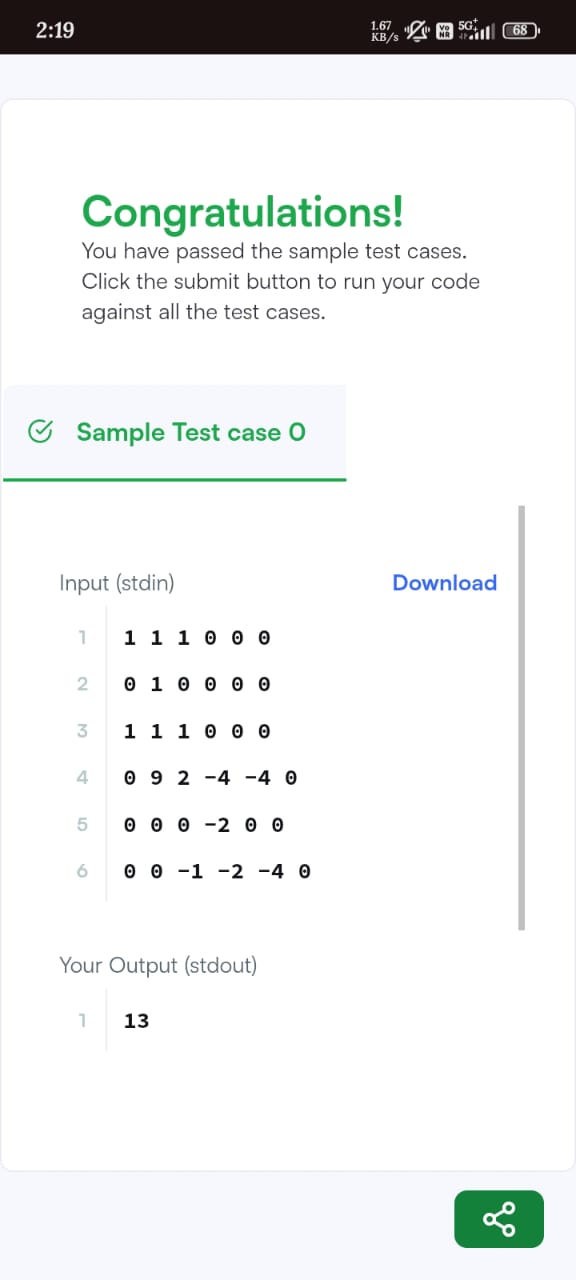 2:19 1.67 KB/s Vo NR 5G+ 68
Congratulations!
You have passed the sample test cases.
Click the submit button to run your code
against all the test cases.
Sample Test case 0
Input (stdin) Download
1 1 1 1 0 0 0
2 0 1 0 0 0 0
3 1 1 1 0 0 0
4 0 9 2 -4 -4 0
5 0 0 0 -2 0 0
6 0 0 -1 -2 -4 0
Your Output (stdout)
1 13